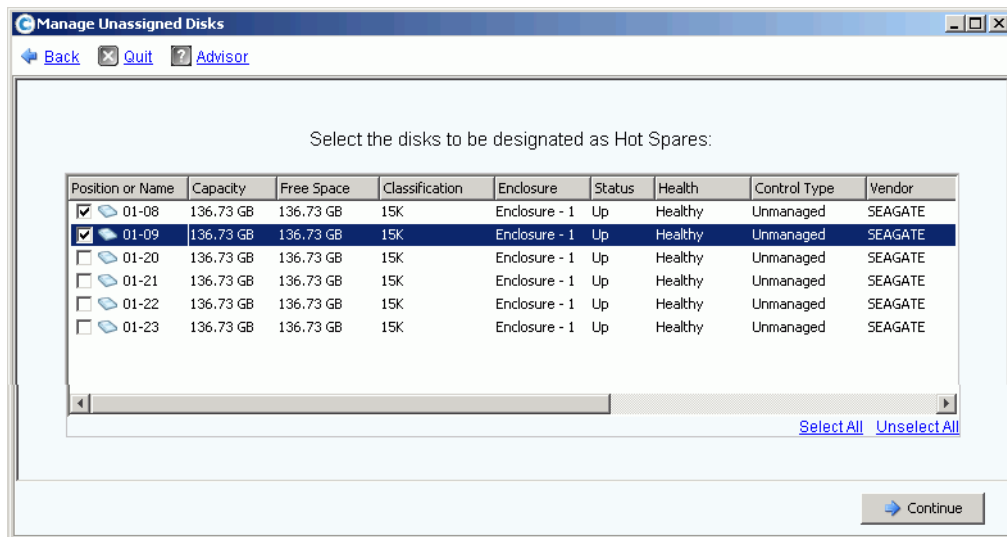 Manage Unassigned Disks
Back Quit ? Advisor
Select the disks to be designated as Hot Spares:
Position or Name Capacity Free Space Classification Enclosure Status Health Control Type Vendor
01-08 136.73 GB 136.73 GB 15K Enclosure - 1 Up Healthy Unmanaged SEAGATE
01-09 136.73 GB 136.73 GB 15K Enclosure - 1 Up Healthy Unmanaged SEAGATE
01-20 136.73 GB 136.73 GB 15K Enclosure - 1 Up Healthy Unmanaged SEAGATE
01-21 136.73 GB 136.73 GB 15K Enclosure - 1 Up Healthy Unmanaged SEAGATE
01-22 136.73 GB 136.73 GB 15K Enclosure - 1 Up Healthy Unmanaged SEAGATE
01-23 136.73 GB 136.73 GB 15K Enclosure - 1 Up Healthy Unmanaged SEAGATE
Select All Unselect All
Continue